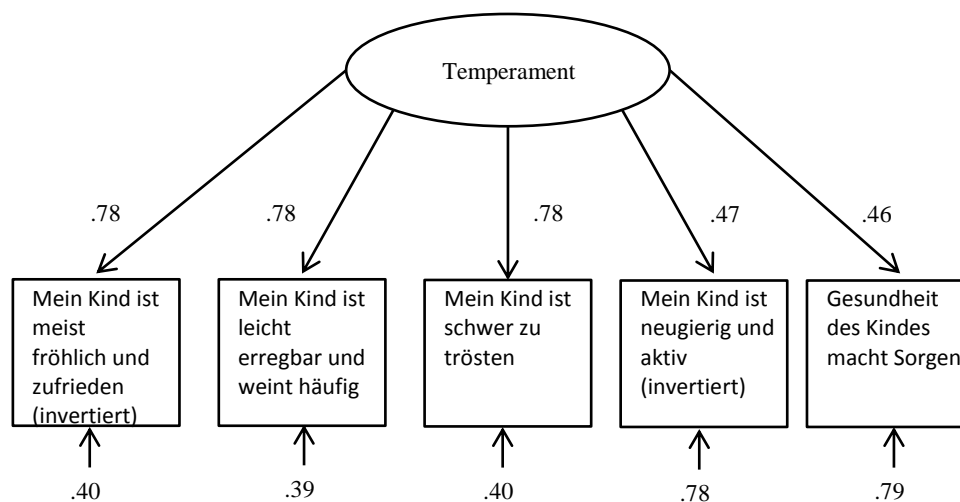 Temperament
.78
.78
.78
.47
.46
Mein Kind ist
meist
fröhlich und
zufrieden
(invertiert)
Mein Kind ist
leicht
erregbar und
weint häufig
Mein Kind ist
schwer zu
trösten
Mein Kind ist
neugierig und
aktiv
(invertiert)
Gesundheit
des Kindes
macht Sorgen
.40
.39
.40
.78
.79